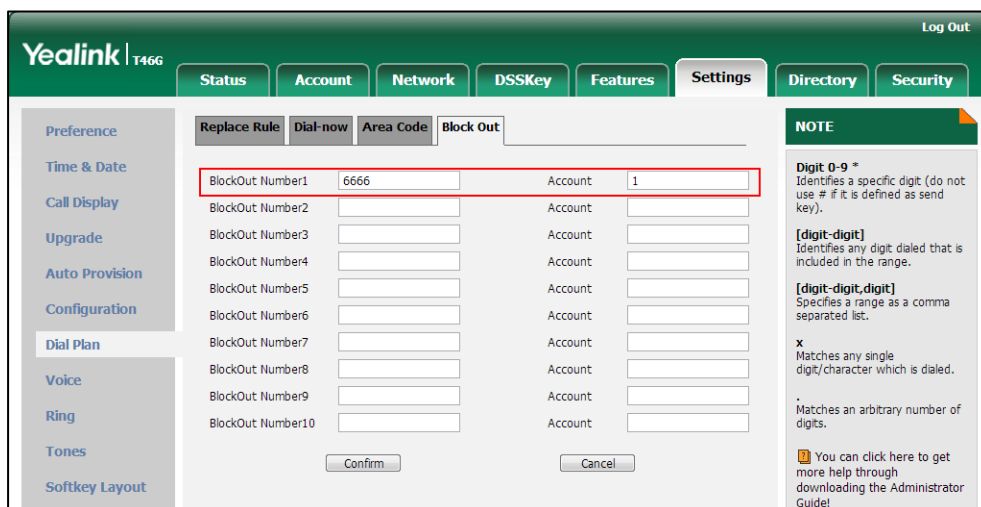 Log Out
Yealink | T46G
Status Account Network DSSKey Features Settings Directory Security
Preference
Time & Date
Call Display
Upgrade
Auto Provision
Configuration
Dial Plan
Voice
Ring
Tones
Softkey Layout
Replace Rule Dial-now Area Code Block Out
BlockOut Number1 6666 Account 1
BlockOut Number2 Account
BlockOut Number3 Account
BlockOut Number4 Account
BlockOut Number5 Account
BlockOut Number6 Account
BlockOut Number7 Account
BlockOut Number8 Account
BlockOut Number9 Account
BlockOut Number10 Account
Confirm Cancel
NOTE
Digit 0-9 *
Identifies a specific digit (do not
use # if it is defined as send
key).
[digit-digit]
Identifies any digit dialed that is
included in the range.
[digit-digit,digit]
Specifies a range as a comma
separated list.
x
Matches any single
digit/character which is dialed.
.
Matches an arbitrary number of
digits.
You can click here to get
more help through
downloading the Administrator
Guide!